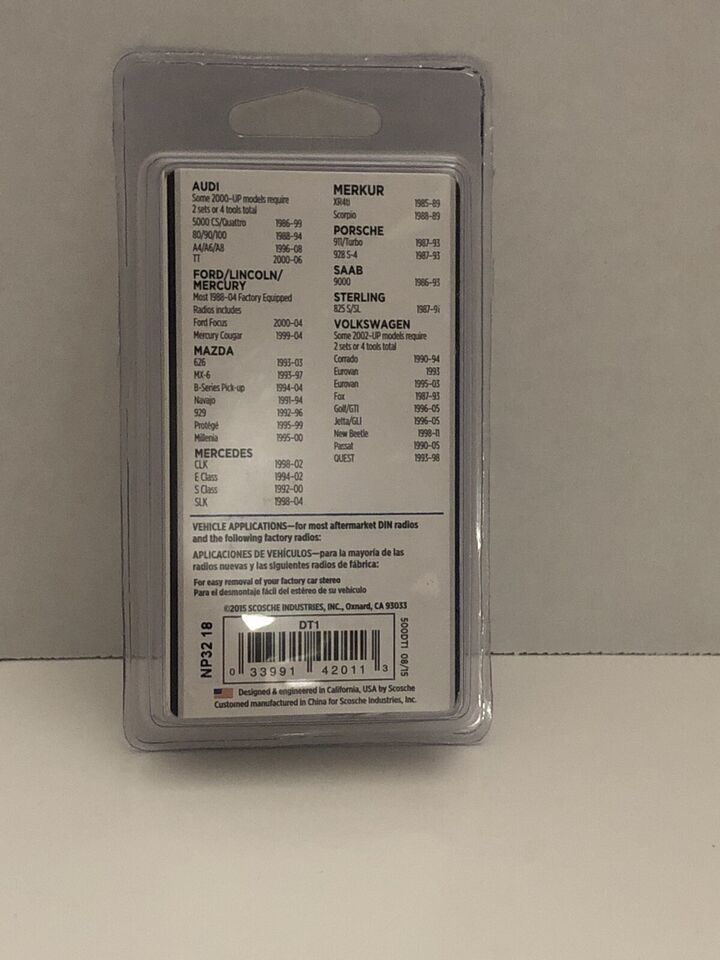 AUDI
Some 2000-UP models require
2 sets or 4 tools total
5000 CS/Quattro 1986-99
80/90/100 1988-94
A4/A6/A8 1996-08
TT 2000-06
FORD/LINCOLN/
MERCURY
Most 1988-04 Factory Equipped
Radios includes
Ford Focus 2000-04
Mercury Cougar 1999-04
MAZDA
626 1993-03
MX-6 1993-97
B-Series Pick-up 1994-04
Navajo 1991-94
929 1992-96
Protégé 1995-99
Millenia 1995-00
MERCEDES
CLK 1998-02
E Class 1994-02
S Class 1992-00
SLK 1998-04
MERKUR
XR4ti 1985-89
Scorpio 1988-89
PORSCHE
911/Turbo 1987-93
928 S-4 1987-93
SAAB
9000 1986-93
STERLING
825 S/SL 1987-91
VOLKSWAGEN
Some 2002-UP models require
2 sets or 4 tools total
Corrado 1990-94
Eurovan 1993
Eurovan 1995-03
Fox 1987-93
Golf/GTI 1996-05
Jetta/GLI 1996-05
New Beetle 1998-11
Passat 1990-05
QUEST 1993-98
VEHICLE APPLICATIONS—for most aftermarket DIN radios
and the following factory radios:
APLICACIONES DE VEHÍCULOS—para la mayoría de las
radios nuevas y las siguientes radios de fábrica:
For easy removal of your factory car stereo
Para el desmontaje fácil del estéreo de su vehículo
©2015 SCOSCHE INDUSTRIES, INC., Oxnard, CA 93033
NP32 18
DT1
0 33991 42011 3
500DT1 08/15
Designed & engineered in California, USA by Scosche
Customed manufactured in China for Scosche Industries, Inc.